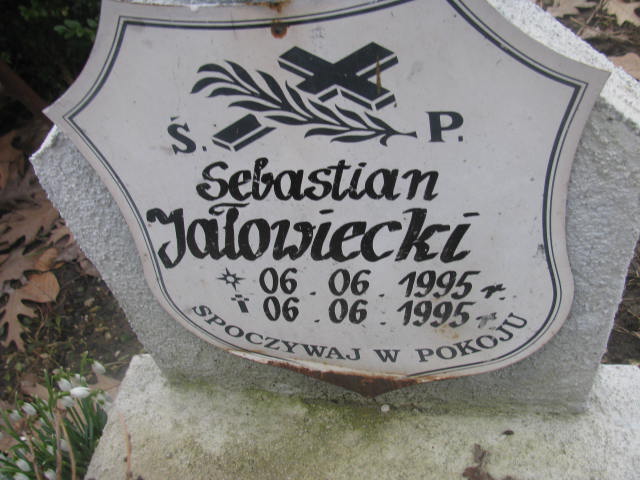 Ś. P.
Sebastian
Jałowiecki
06.06.1995 r.
06.06.1995 r.
SPOCZYWAJ W POKOJU